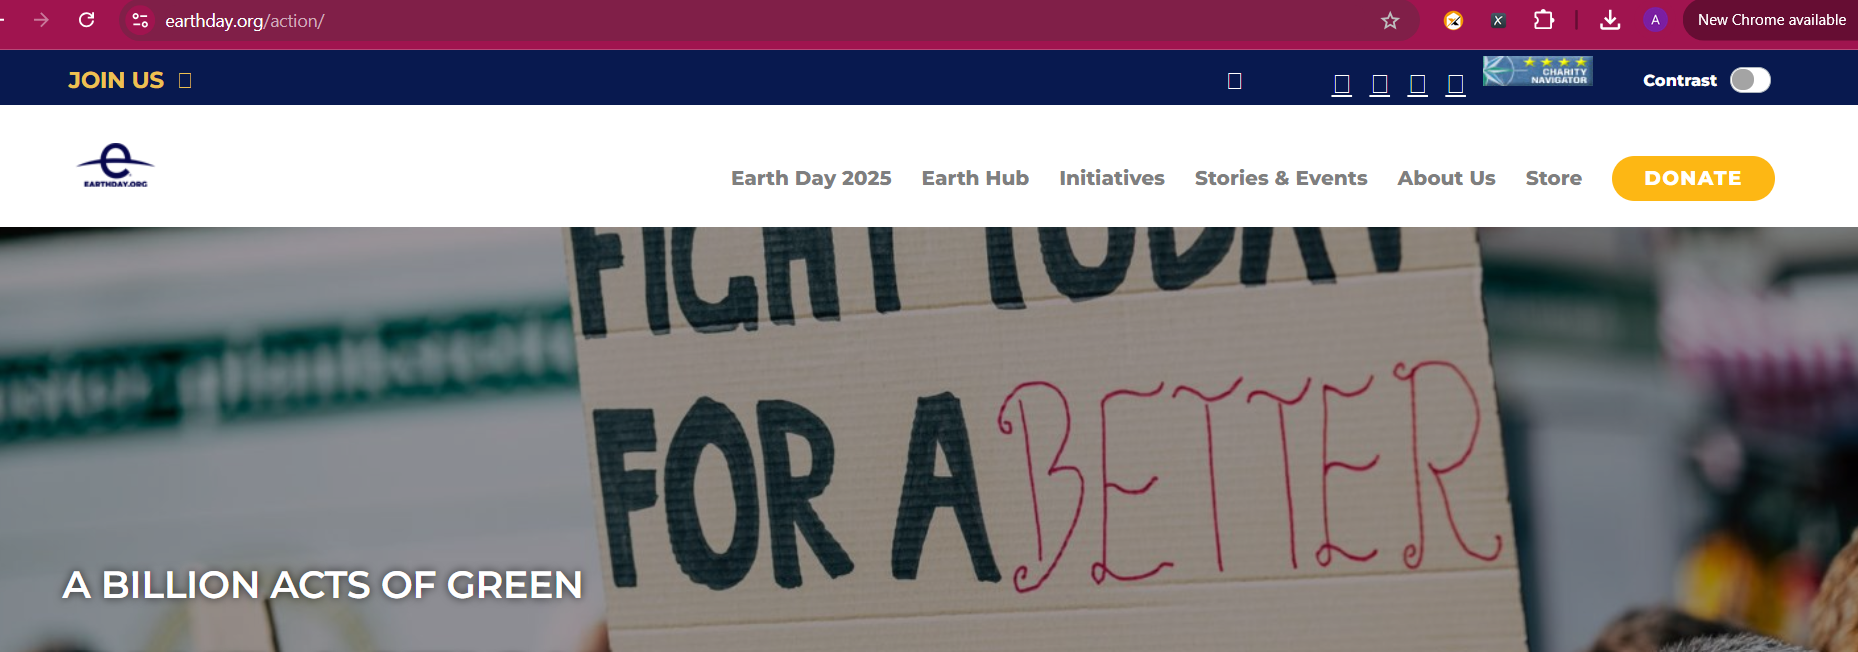 earthday.org/action/
A
New Chrome available
JOIN US
CHARITY
NAVIGATOR
Contrast
e
EARTHDAY.ORG
Earth Day 2025 Earth Hub Initiatives Stories & Events About Us Store DONATE
FIGHT TODAY
FOR A BETTER
A BILLION ACTS OF GREEN